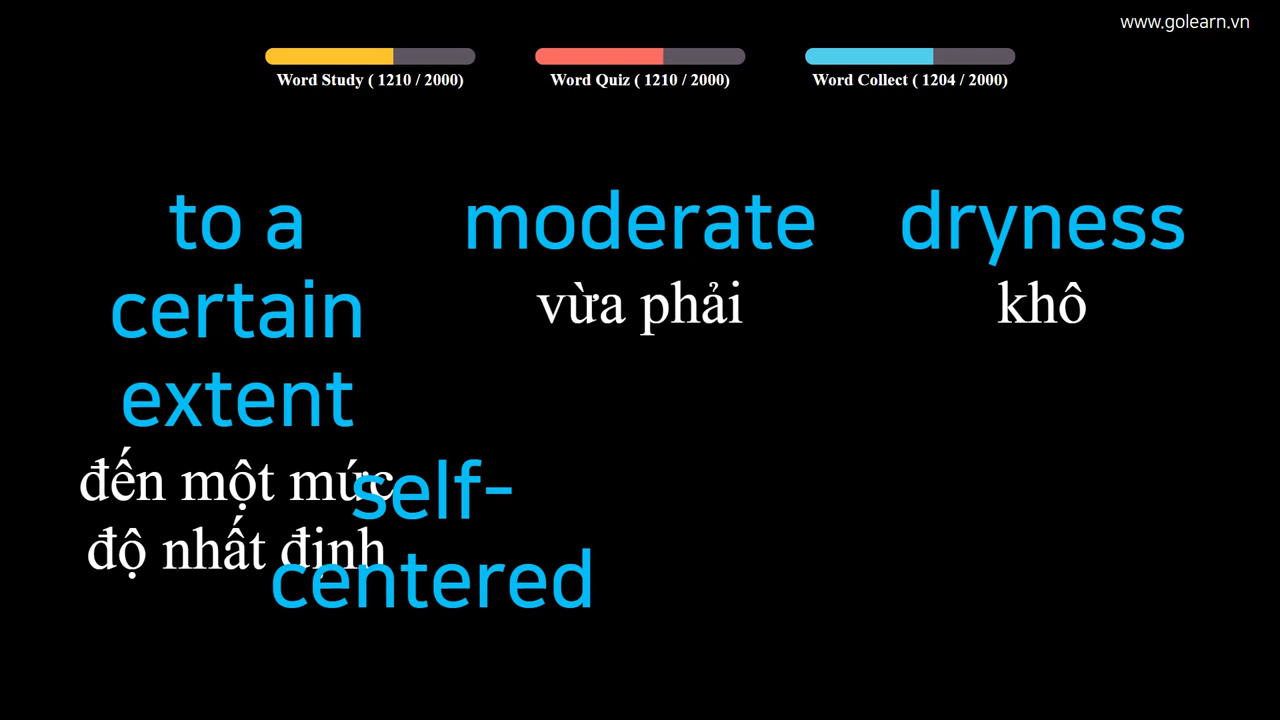 www.golearn.vn
Word Study ( 1210 / 2000)
Word Quiz ( 1210 / 2000)
Word Collect ( 1204 / 2000)
to a
certain
extent
đến một mức
độ nhất định
moderate
vừa phải
dryness
khô
self-
centered